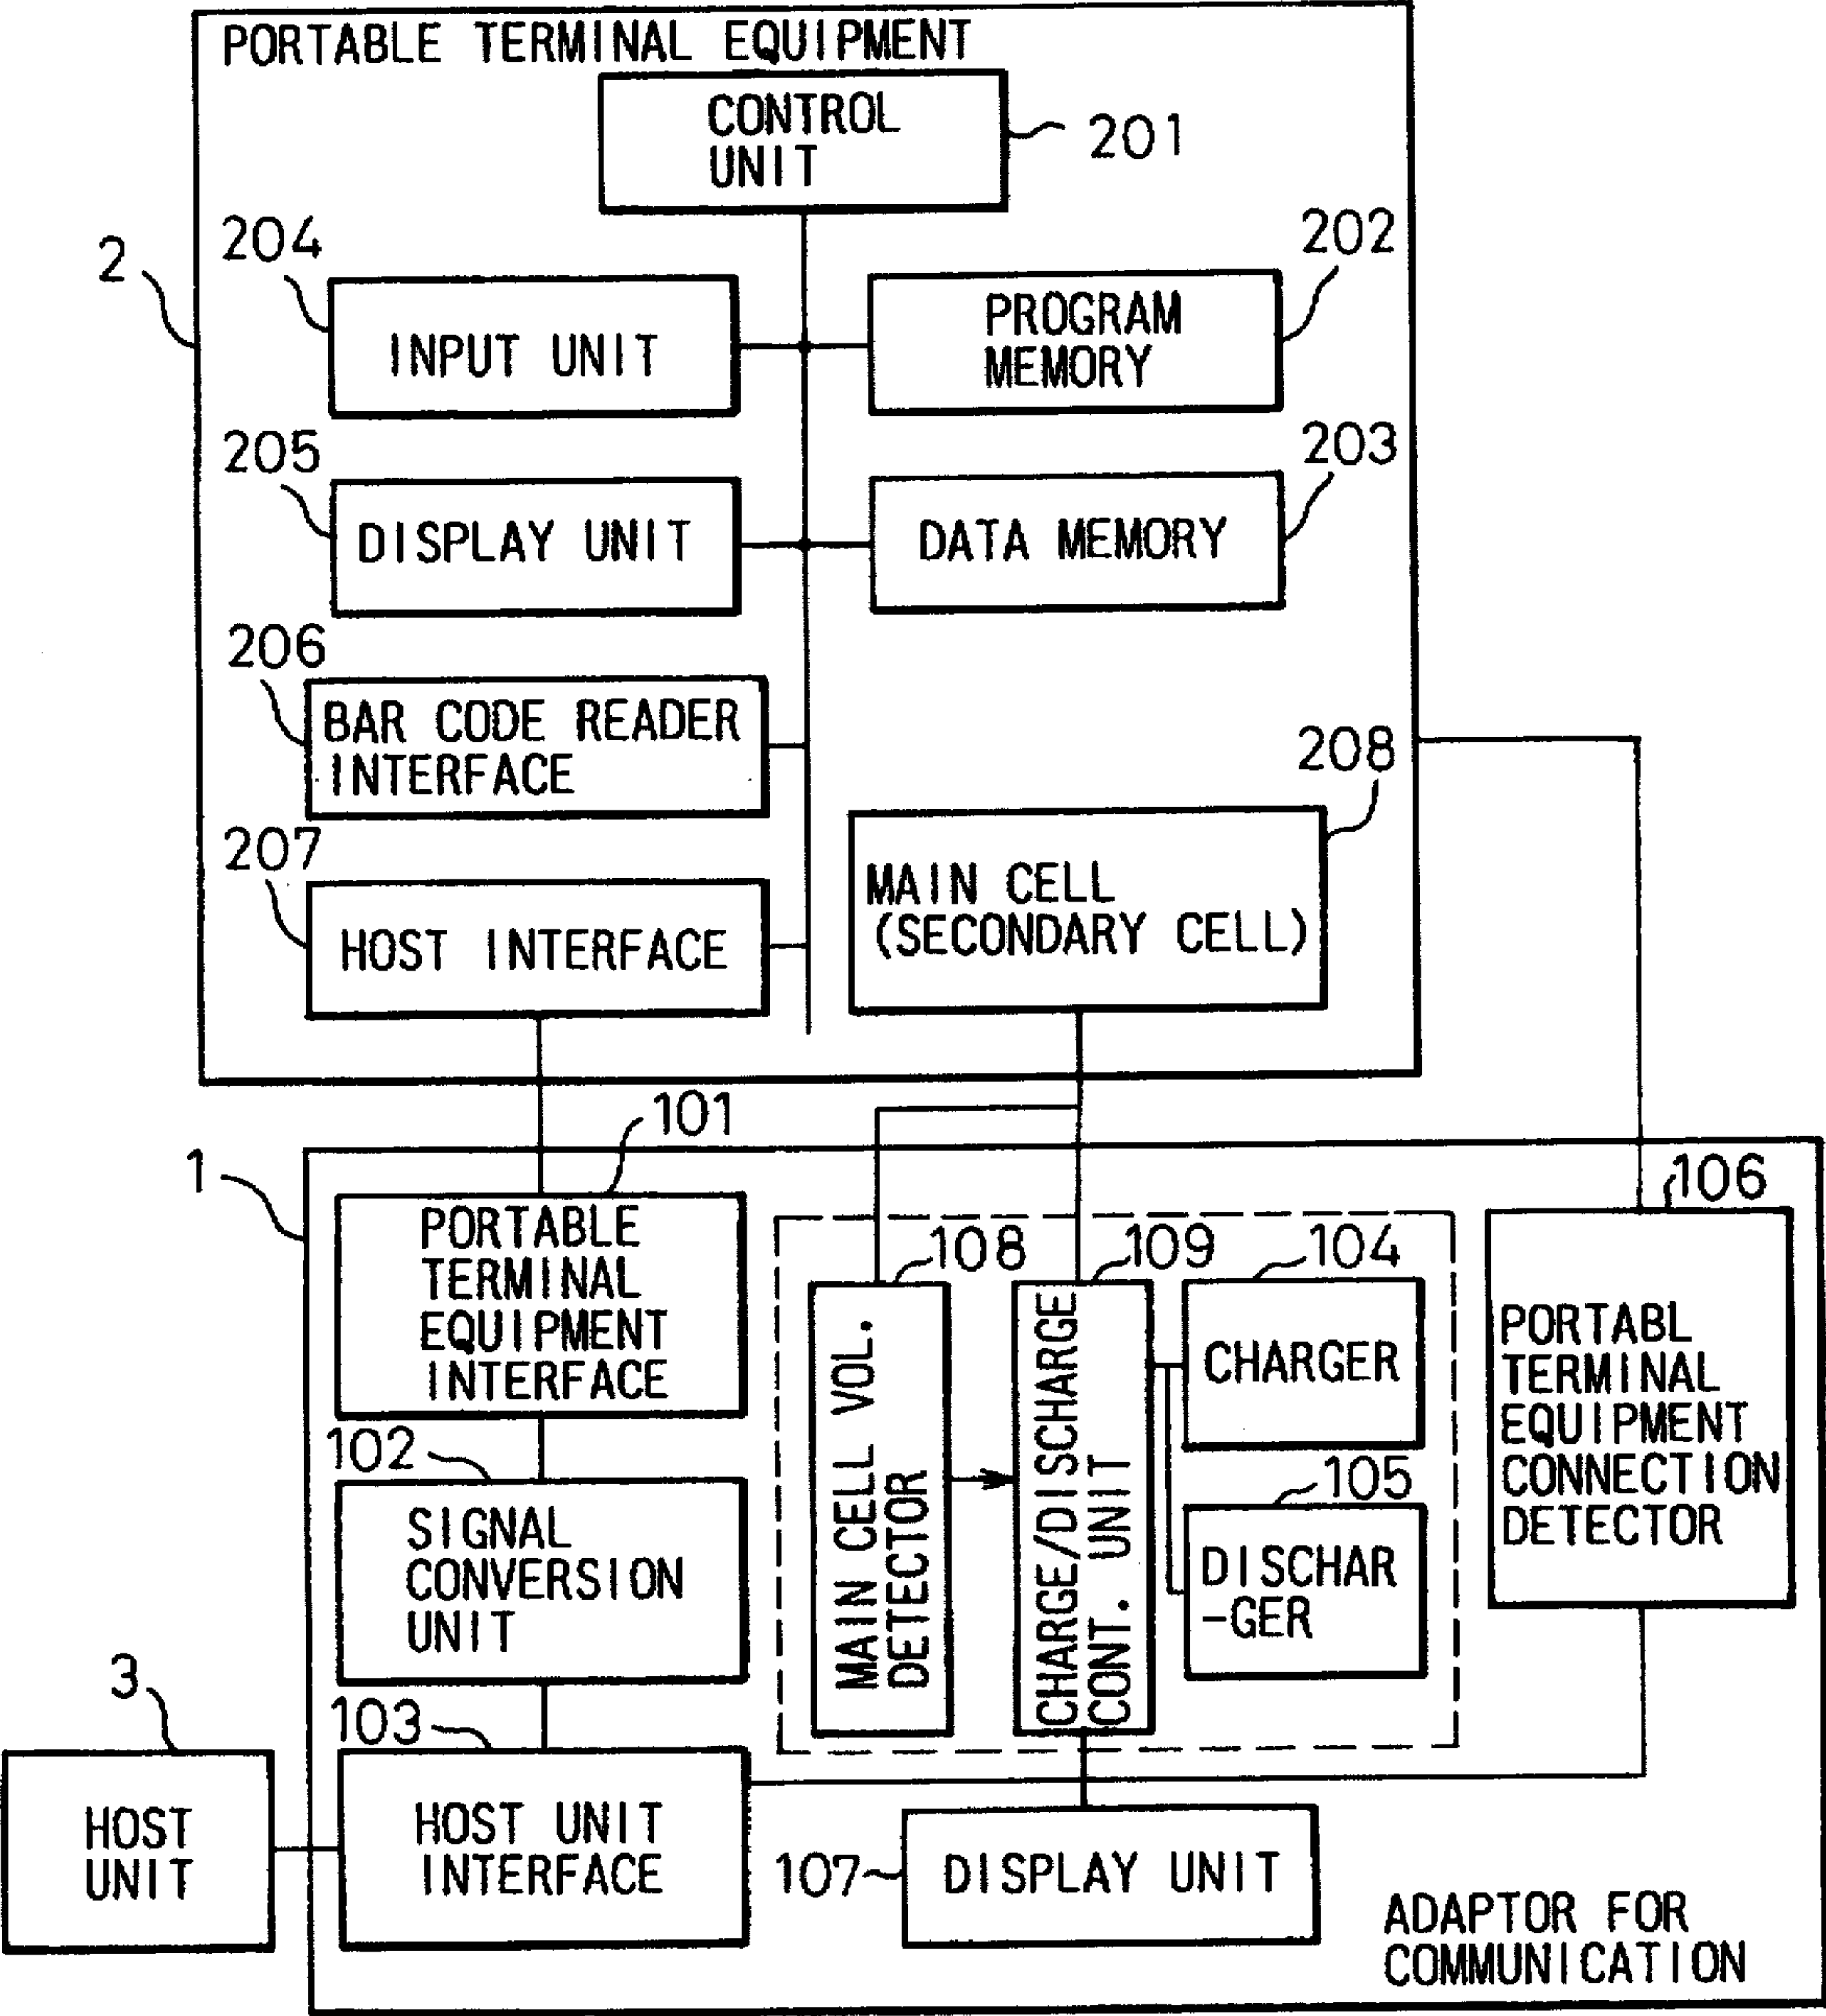 PORTABLE TERMINAL EQUIPMENT
CONTROL
UNIT
201
204
2
202
INPUT UNIT
PROGRAM
MEMORY
205
203
DISPLAY UNIT
DATA MEMORY
206
BAR CODE READER
INTERFACE
208
207
HOST INTERFACE
MAIN CELL
(SECONDARY CELL)
101
1
PORTABLE
TERMINAL
EQUIPMENT
INTERFACE
106
108
109
104
MAIN CELL VOL.
DETECTOR
CHARGE/DISCHARGE
CONT. UNIT
CHARGER
PORTABL
TERMINAL
EQUIPMENT
CONNECTION
DETECTOR
102
SIGNAL
CONVERSION
UNIT
105
DISCHAR
-GER
3
HOST
UNIT
103
HOST UNIT
INTERFACE
107
DISPLAY UNIT
ADAPTOR FOR
COMMUNICATION